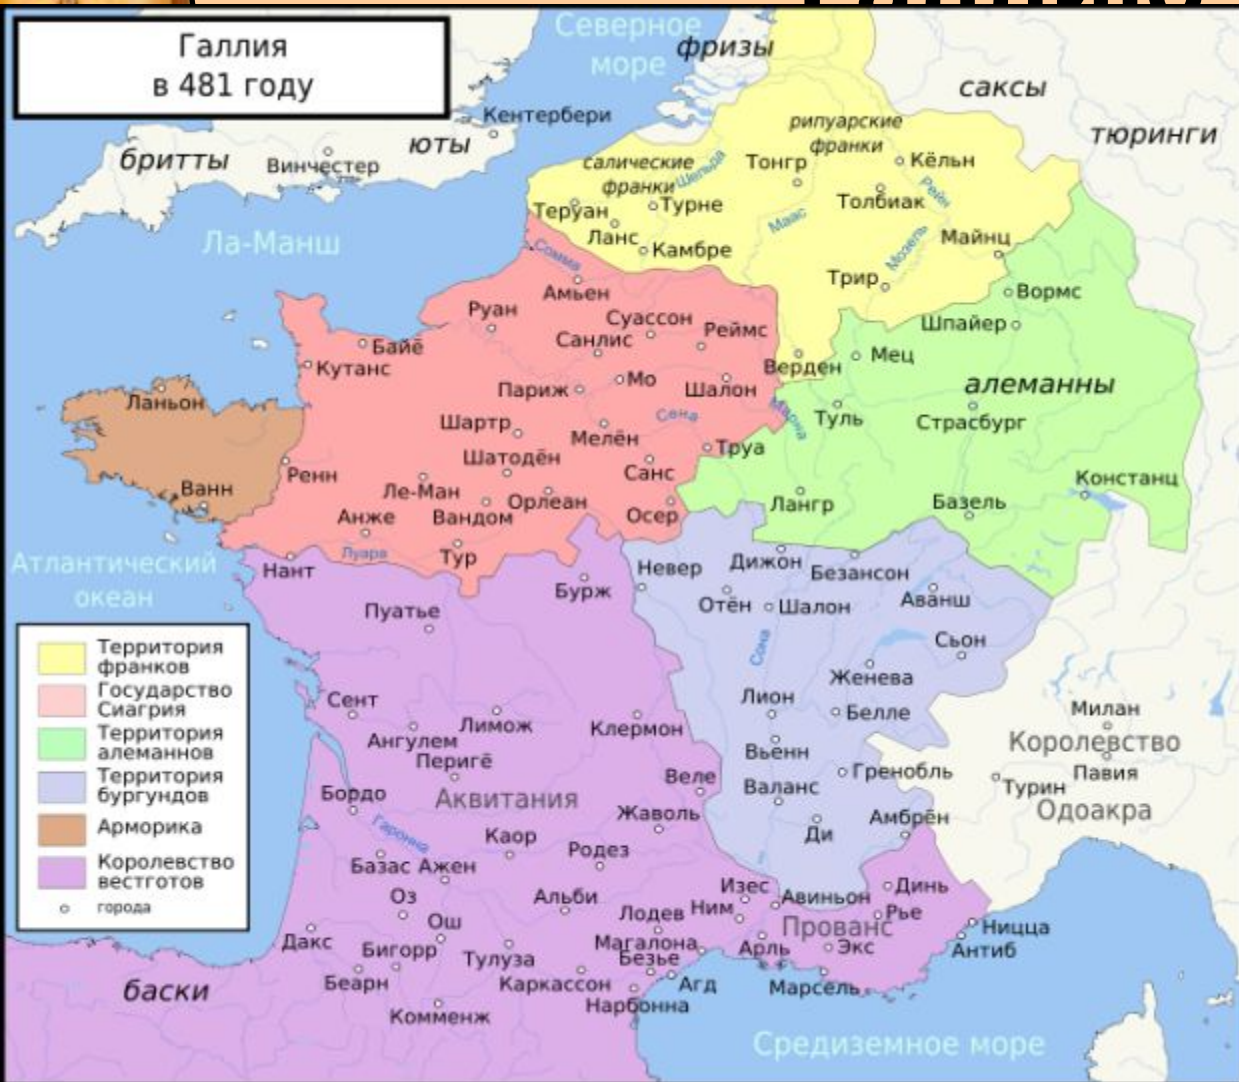 Галлия
в 481 году
Северное
море
фризы
саксы
тюринги
Кентербери
юты
бритты
Винчестер
Ла-Манш
рипуарские
франки
салические
франки
Шельда
Тонгр
Кёльн
Теруан
Турне
Толбиак
Рейн
Маас
Ланс
Камбре
Мозель
Майнц
Сомма
Трир
Амьен
Вормс
Руан
Суассон
Реймс
Шпайер
Санлис
Байё
Кутанс
Верден
Мец
Париж
Мо
Шалон
алеманны
Ланьон
Сена
Марна
Туль
Страсбург
Шартр
Мелён
Труа
Шатодён
Ренн
Санс
Констанц
Ле-Ман
Ванн
Орлеан
Лангр
Базель
Анже
Вандом
Осер
Луара
Тур
Атлантический
океан
Нант
Невер
Дижон
Безансон
Бурж
Отён
Шалон
Аванш
Пуатье
Сона
Сьон
Женева
Сент
Лимож
Клермон
Лион
Белле
Милан
Ангулем
Королевство
Одоакра
Перигё
Вьенн
Веле
Гренобль
Павия
Турин
Бордо
Аквитания
Валанс
Жаволь
Гаронна
Каор
Ди
Амбрён
Родез
Базас
Ажен
Оз
Альби
Изес
Авиньон
Динь
Ош
Лодев
Ним
Рье
Прованс
Ницца
Дакс
Бигорр
Тулуза
Магалона
Арль
Экс
Антиб
Безье
Беарн
Каркассон
Агд
Марсель
баски
Нарбонна
Комменж
Средиземное море
Территория
франков
Государство
Сиагрия
Территория
алеманнов
Территория
бургундов
Арморика
Королевство
вестготов
города